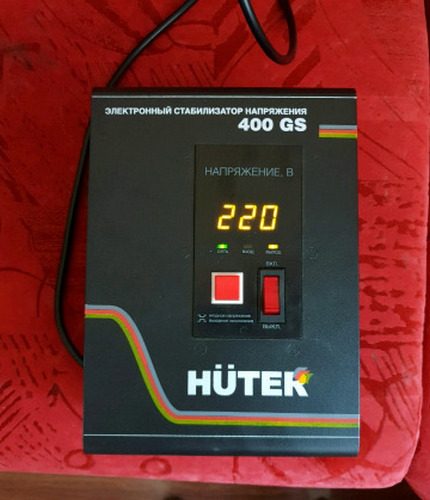 ЭЛЕКТРОННЫЙ СТАБИЛИЗАТОР НАПРЯЖЕНИЯ
400 GS
НАПРЯЖЕНИЕ, В
220
СЕТЬ ВХОД ВЫХОД
ВКЛ.
ВЫКЛ.
HÜTER